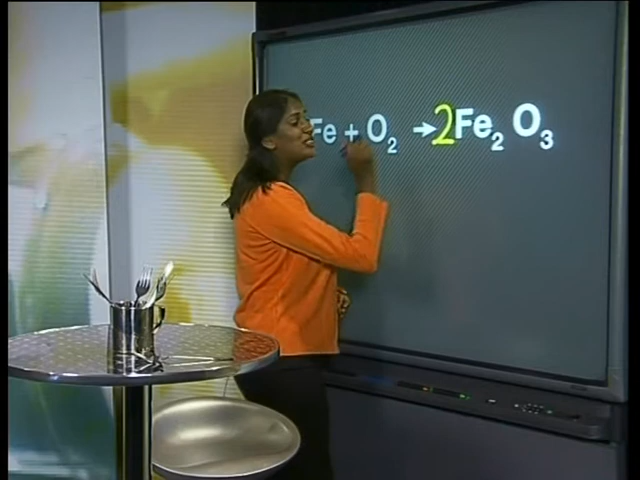 Fe + O₂ →2Fe₂ O₃